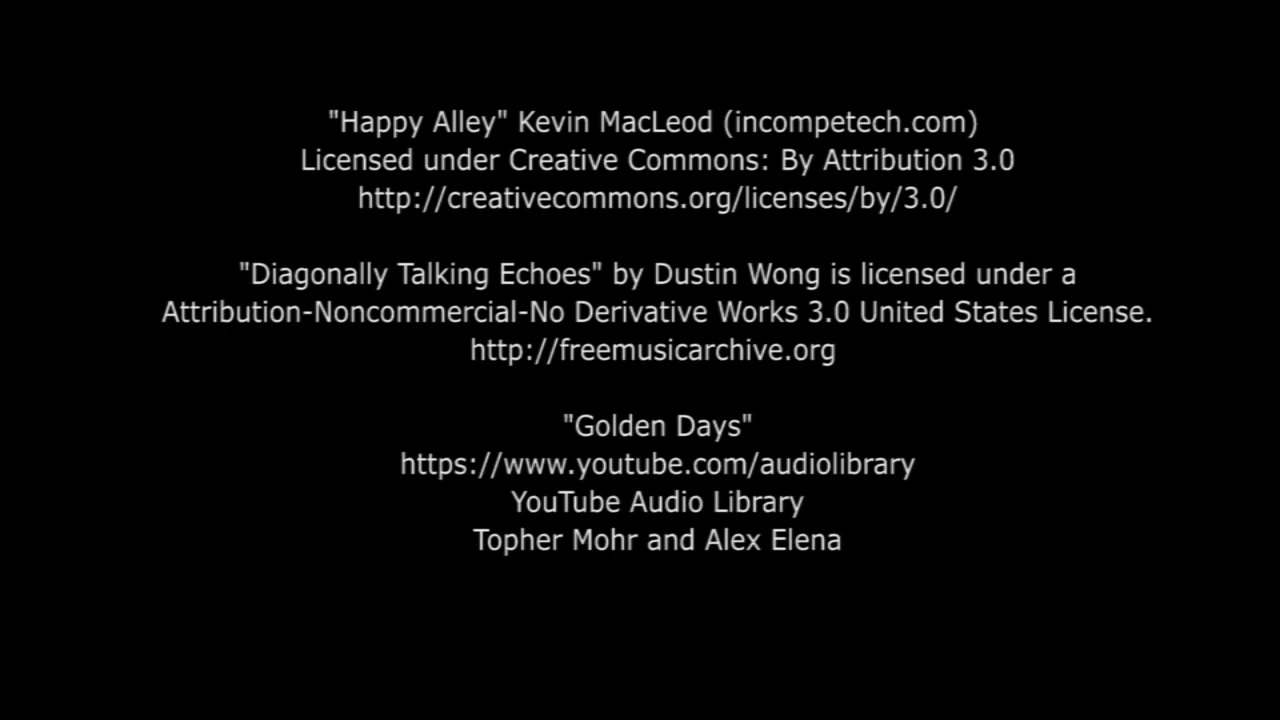 "Happy Alley" Kevin MacLeod (incompetech.com)
Licensed under Creative Commons: By Attribution 3.0
http://creativecommons.org/licenses/by/3.0/
"Diagonally Talking Echoes" by Dustin Wong is licensed under a
Attribution-Noncommercial-No Derivative Works 3.0 United States License.
http://freemusicarchive.org
"Golden Days"
https://www.youtube.com/audiolibrary
YouTube Audio Library
Topher Mohr and Alex Elena